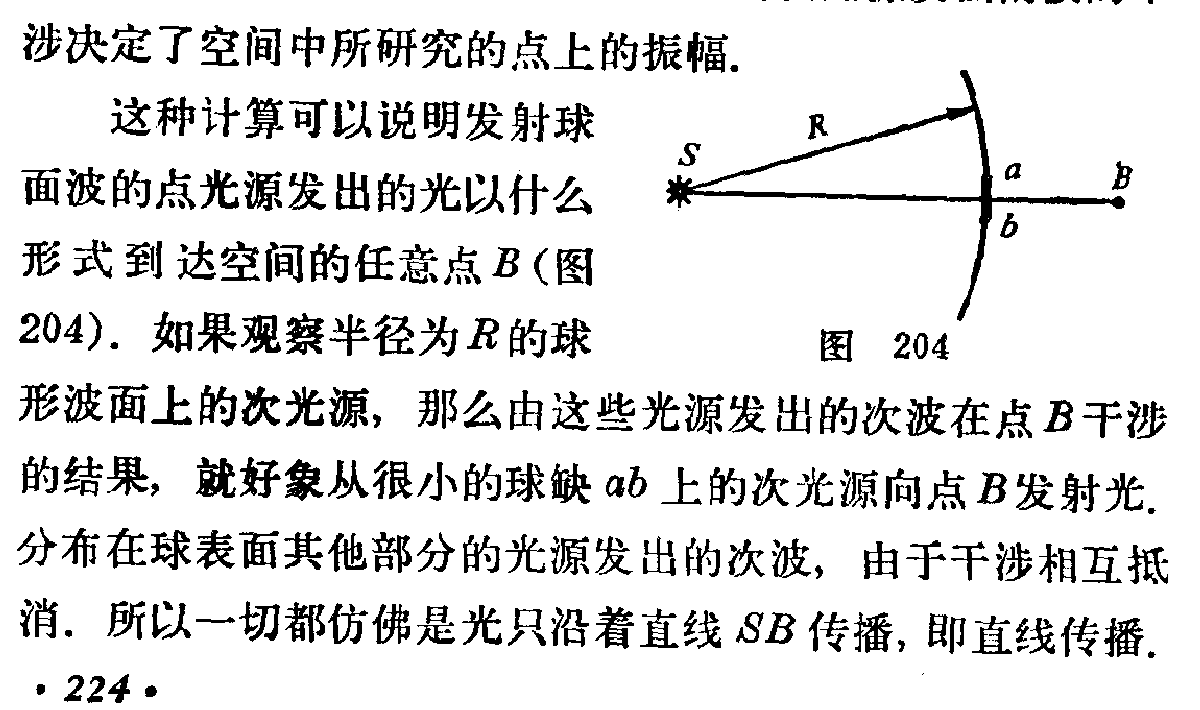 涉决定了空间中所研究的点上的振幅.
这种计算可以说明发射球
面波的点光源发出的光以什么
形式到达空间的任意点B(图
204). 如果观察半径为R的球
R
S
a
B
b
图 204
形波面上的次光源, 那么由这些光源发出的次波在点B干涉
的结果, 就好象从很小的球缺 ab 上的次光源向点B发射光.
分布在球表面其他部分的光源发出的次波, 由于干涉相互抵
消. 所以一切都仿佛是光只沿着直线 SB 传播, 即直线传播.
• 224 •